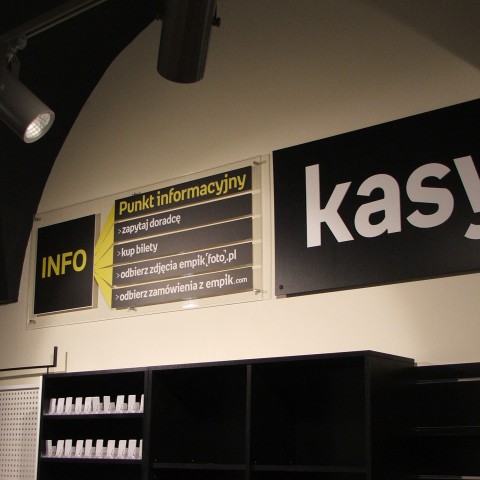 INFO
Punkt informacyjny
>zapytaj doradcę
>kup bilety
>odbierz zdjęcia empik[foto].pl
>odbierz zamówienia z empik.com
kasy